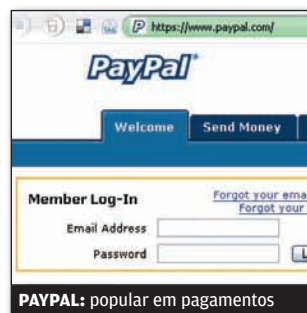 https://www.paypal.com/
PayPal
Welcome Send Money
Member Log-In
Forgot your
Forgot your
Email Address
Password
PAYPAL: popular em pagamentos